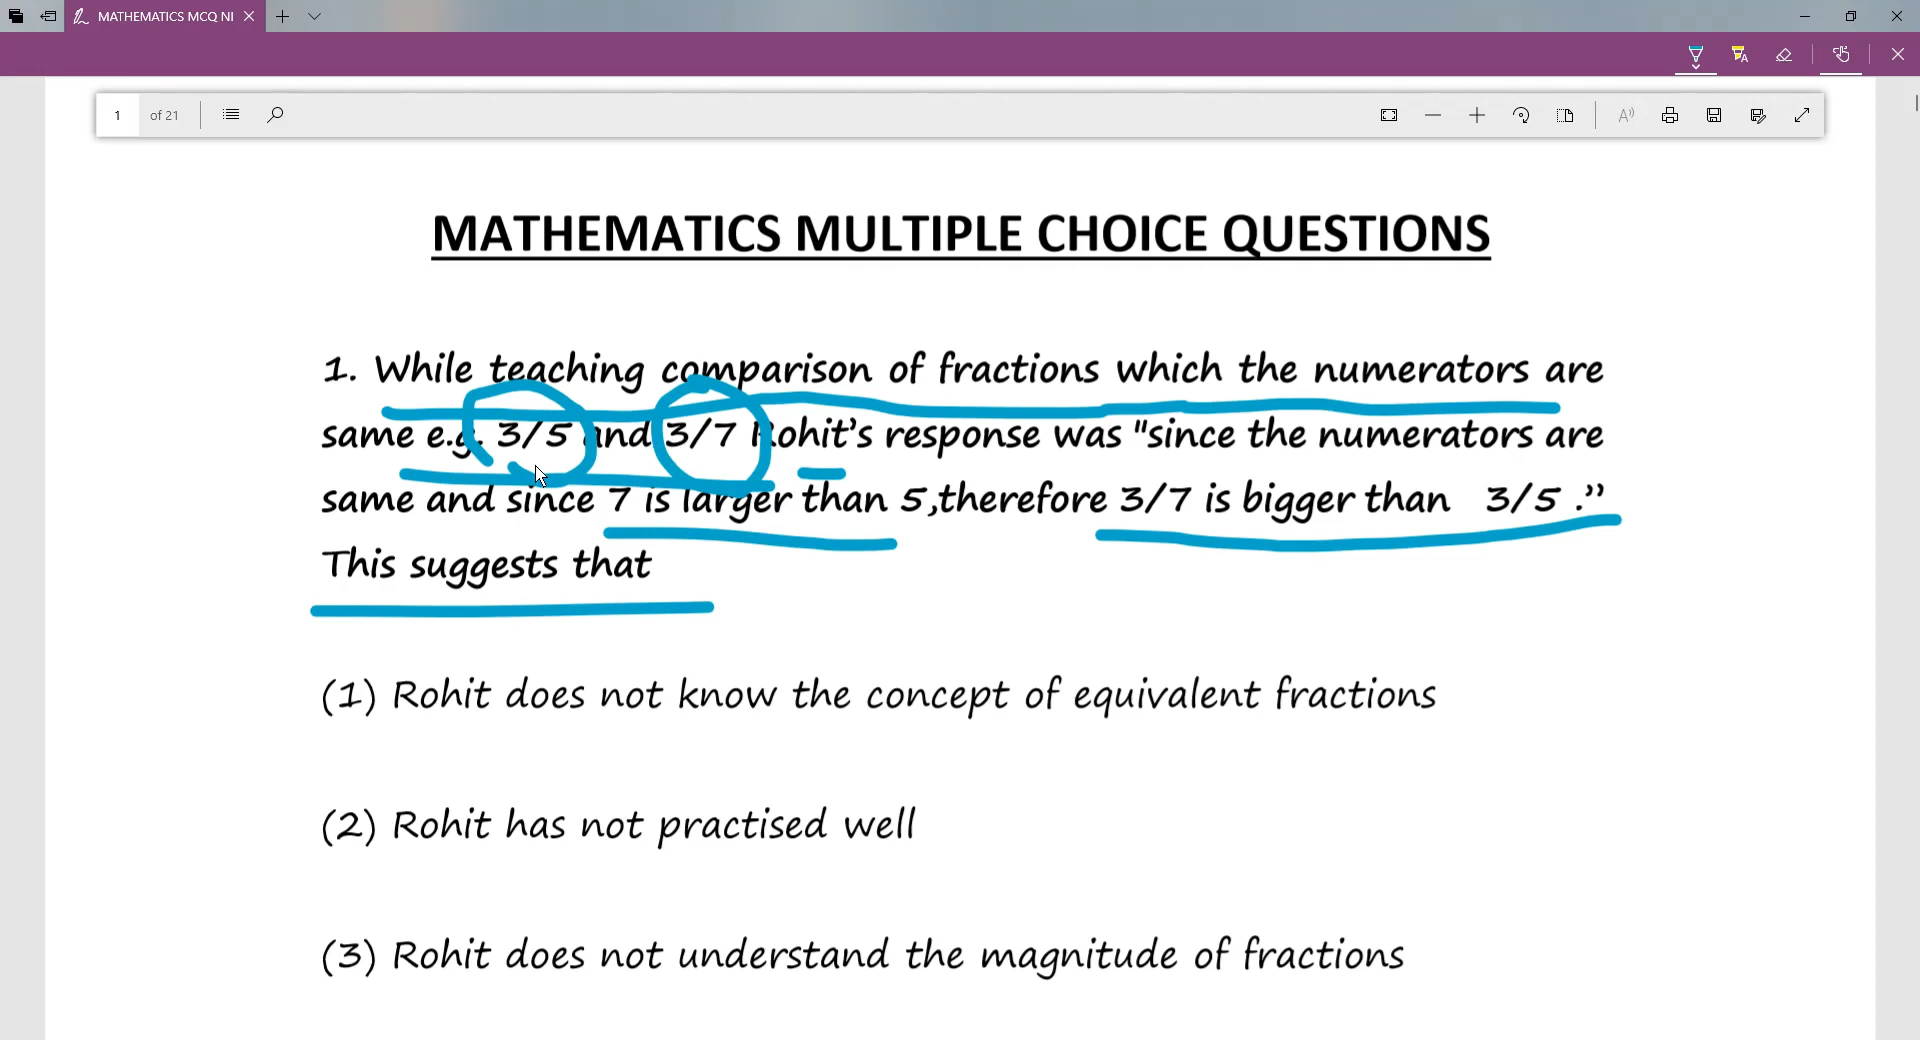 MATHEMATICS MCQ NI
1 of 21
MATHEMATICS MULTIPLE CHOICE QUESTIONS
1. While teaching comparison of fractions which the numerators are
same e.g. 3/5 and 3/7 Rohit’s response was "since the numerators are
same and since 7 is larger than 5,therefore 3/7 is bigger than 3/5 .”
This suggests that
(1) Rohit does not know the concept of equivalent fractions
(2) Rohit has not practised well
(3) Rohit does not understand the magnitude of fractions